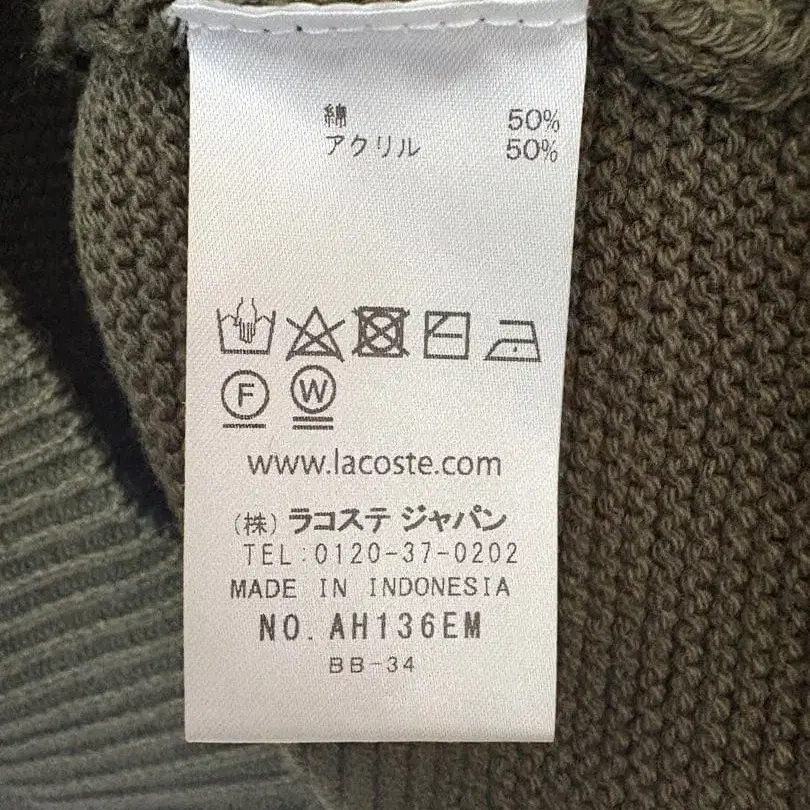 綿 50%
アクリル 50%
F W
www.lacoste.com
(株) ラコステ ジャパン
TEL:0120-37-0202
MADE IN INDONESIA
NO. AH136EM
BB-34